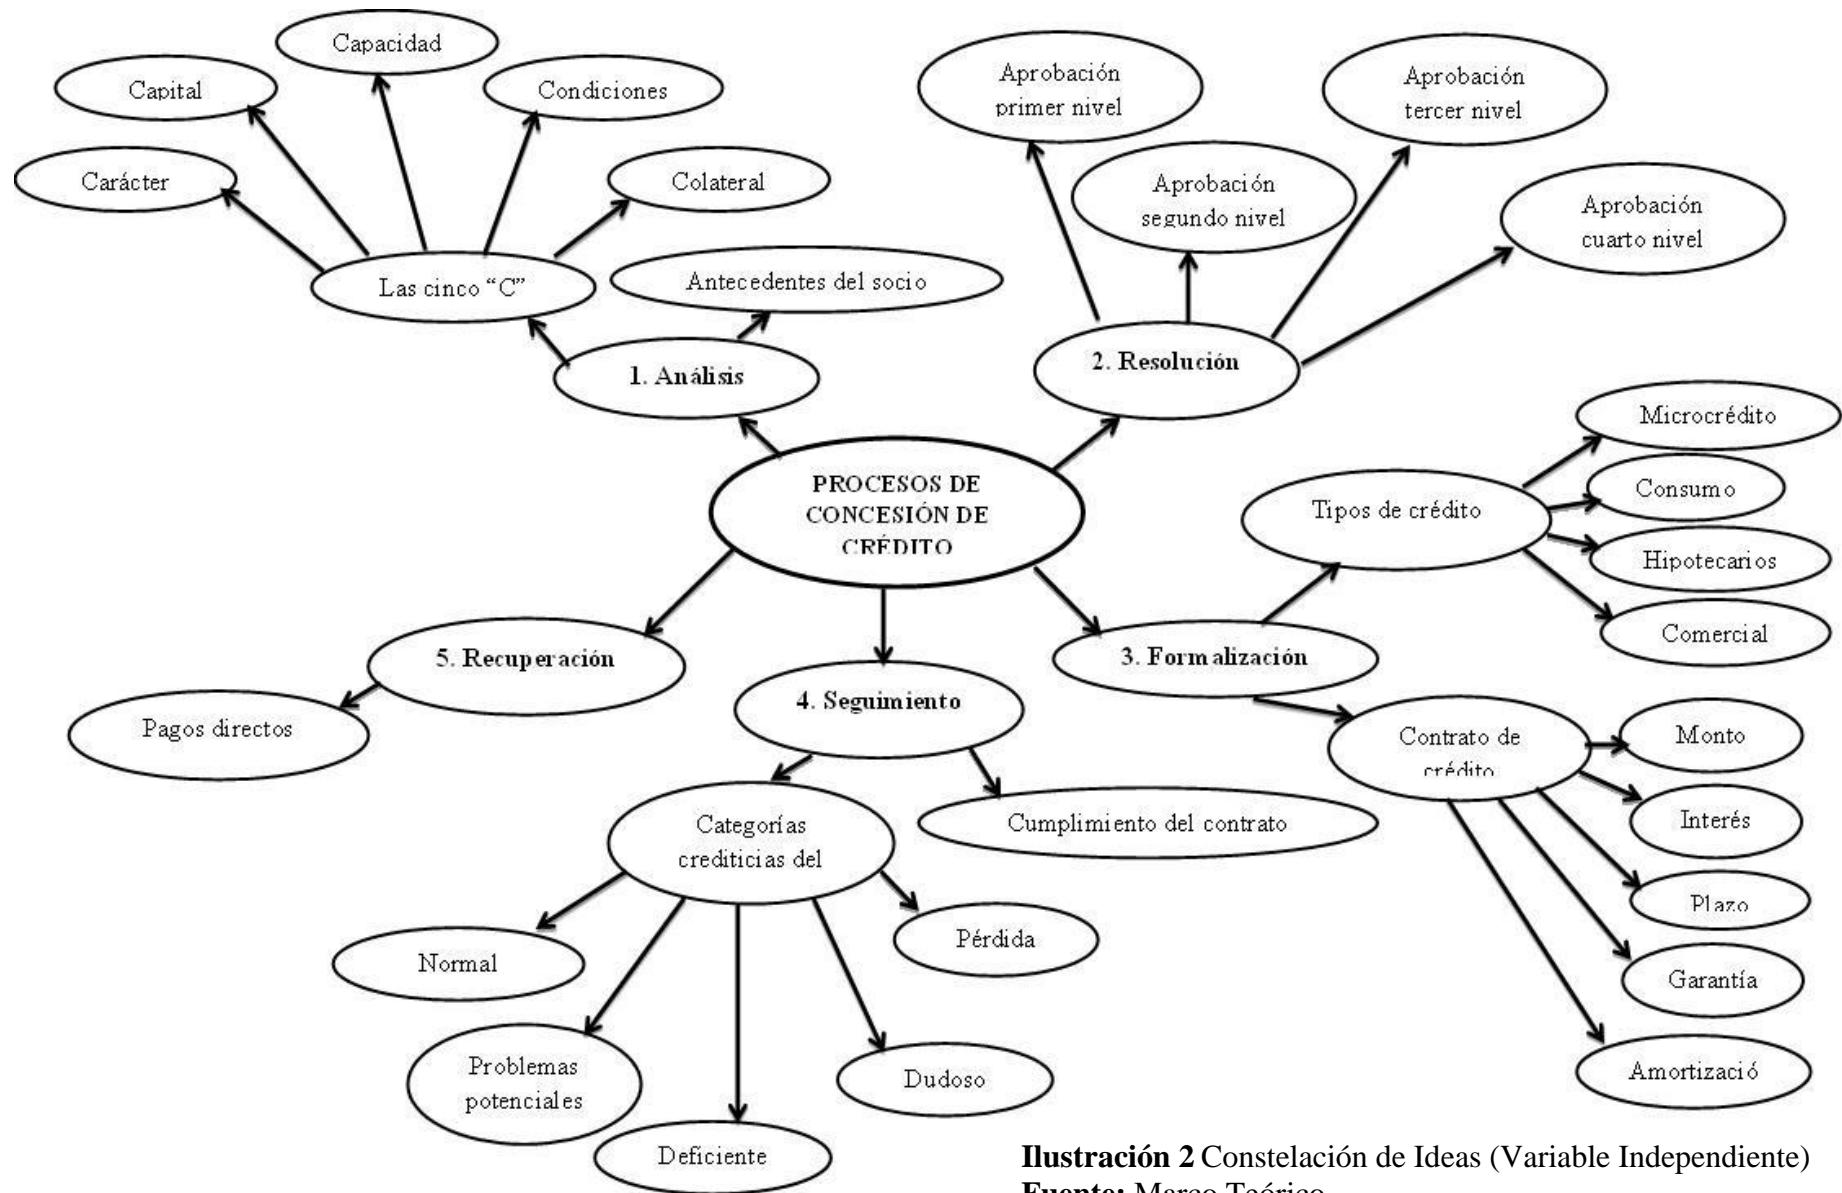 Capacidad
Capital
Condiciones
Carácter
Colateral
Las cinco “C”
Antecedentes del socio
1. Análisis
Aprobación
primer nivel
Aprobación
segundo nivel
Aprobación
tercer nivel
Aprobación
cuarto nivel
2. Resolución
PROCESOS DE
CONCESIÓN DE
CRÉDITO
Tipos de crédito
Microcrédito
Consumo
Hipotecarios
Comercial
3. Formalización
Contrato de
crédito
Monto
Interés
Plazo
Garantía
Amortizació
4. Seguimiento
Cumplimiento del contrato
Categorías
crediticias del
Normal
Problemas
potenciales
Deficiente
Dudoso
Pérdida
5. Recuperación
Pagos directos
Ilustración 2 Constelación de Ideas (Variable Independiente)
Fuente: Marco Teórico